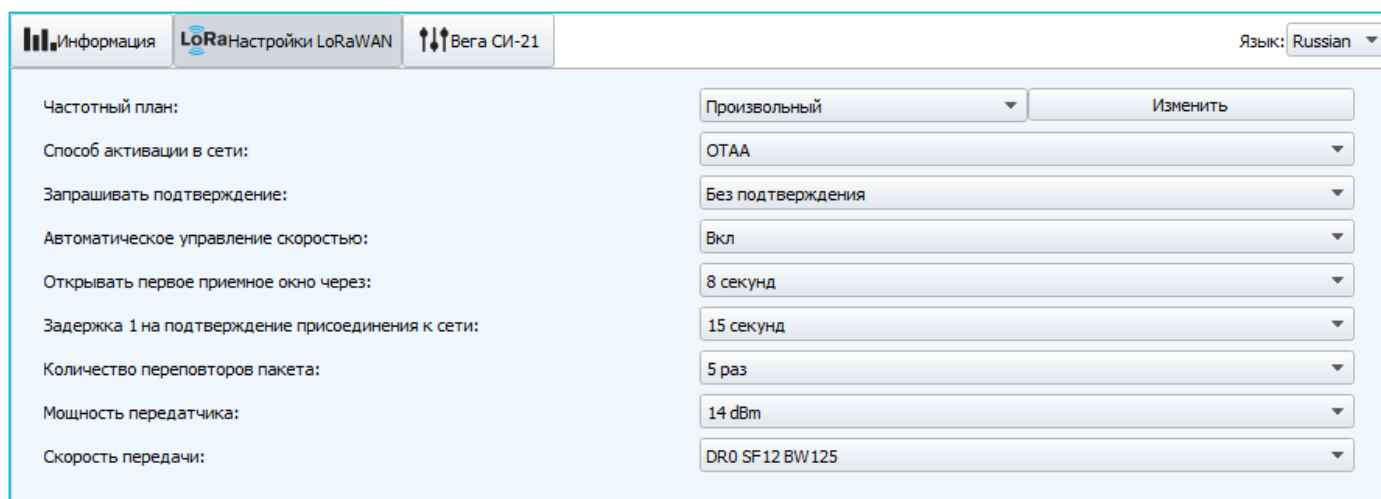 Информация LoRa Настройки LoRaWAN Вега СИ-21 Язык: Russian
Частотный план: Произвольный Изменить
Способ активации в сети: OTAA
Запрашивать подтверждение: Без подтверждения
Автоматическое управление скоростью: Вкл
Открывать первое приемное окно через: 8 секунд
Задержка 1 на подтверждение присоединения к сети: 15 секунд
Количество переповторов пакета: 5 раз
Мощность передатчика: 14 dBm
Скорость передачи: DR0 SF12 BW125